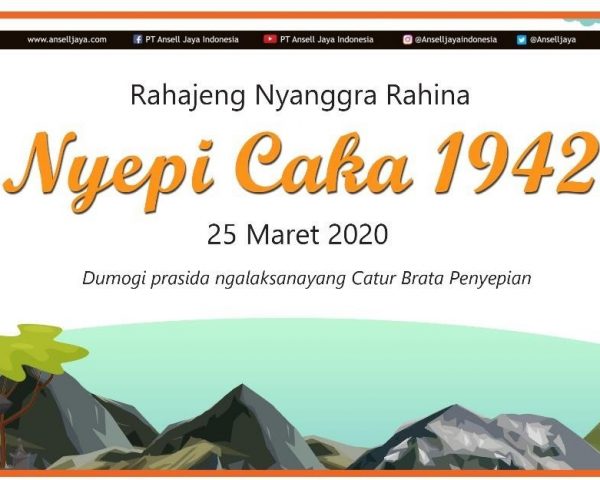 www.anselljaya.com PT Ansell Jaya Indonesia PT Ansell Jaya Indonesia @Anselljayaindonesia @Anselljaya
Rahajeng Nyanggra Rahina
Nyepi Caka 1942
25 Maret 2020
Dumogi prasida ngalaksanayang Catur Brata Penyepian